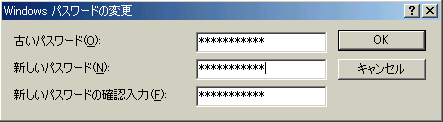 Windows パスワードの変更
古いパスワード(O): *********** OK
新しいパスワード(N): *********** キャンセル
新しいパスワードの確認入力(F): ***********